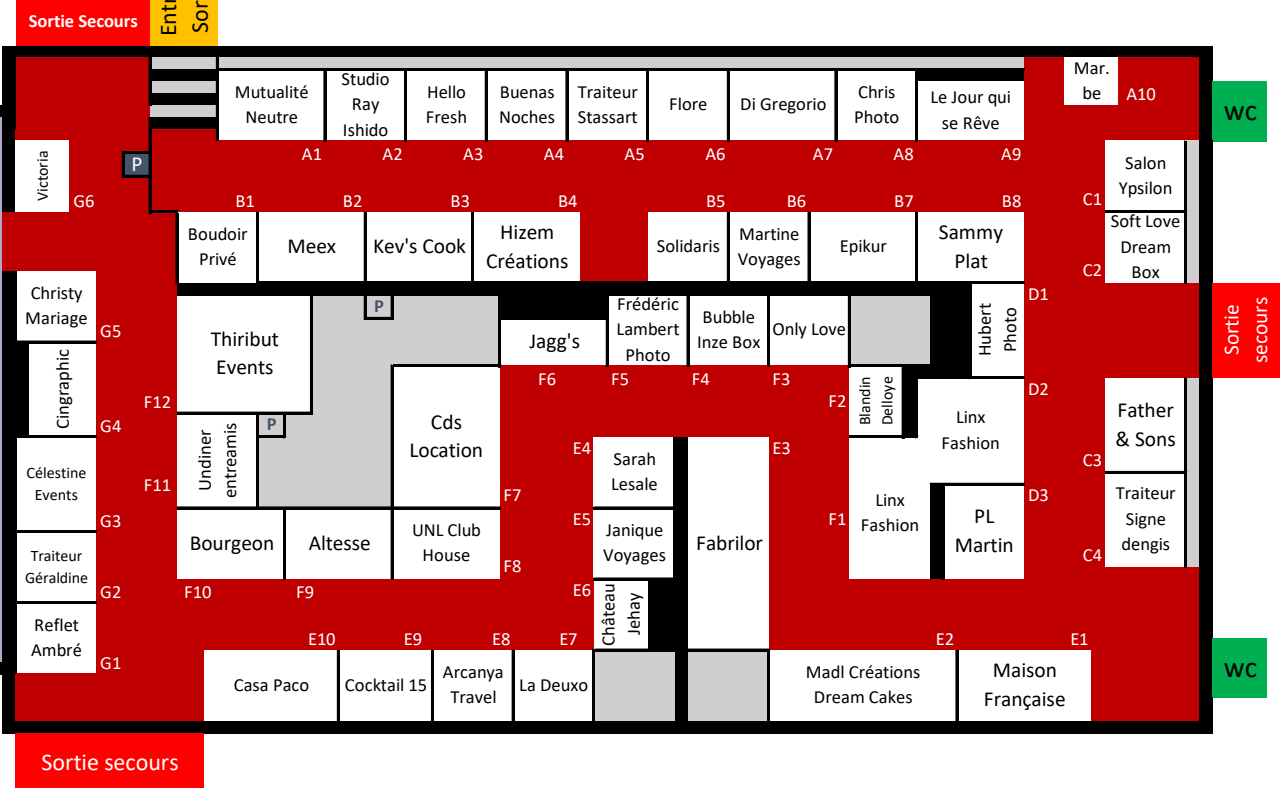 Sortie Secours
Entr
Sor
Mutualité
Neutre
Studio
Ray
Ishido
Hello
Fresh
Buenas
Noches
Traiteur
Stassart
Flore
Di Gregorio
Chris
Photo
Le Jour qui
se Rêve
Mar.
be
A10
WC
A1
A2
A3
A4
A5
A6
A7
A8
A9
P
Victoria
G6
B1
B2
B3
B4
B5
B6
B7
B8
C1
Salon
Ypsilon
Boudoir
Privé
Meex
Kev's Cook
Hizem
Créations
Solidaris
Martine
Voyages
Epikur
Sammy
Plat
C2
Soft Love
Dream
Box
Christy
Mariage
G5
Thiribut
Events
P
Jagg's
Frédéric
Lambert
Photo
Bubble
Inze Box
Only Love
Hubert
Photo
D1
Sortie
secours
F6
F5
F4
F3
Cingraphic
G4
F12
P
Cds
Location
F2
Blandin
Delloye
Linx
Fashion
D2
Father
& Sons
C3
Célestine
Events
G3
F11
Undiner
entreamis
F7
E4
Sarah
Lesale
E3
Linx
Fashion
F1
D3
PL
Martin
Traiteur
Signe
dengis
C4
Bourgeon
Altesse
UNL Club
House
F8
E5
Janique
Voyages
Fabrilor
Traiteur
Géraldine
G2
F10
F9
E6
Château
Jehay
Reflet
Ambré
G1
E10
E9
E8
E7
E2
E1
Casa Paco
Cocktail 15
Arcanya
Travel
La Deuxo
Madl Créations
Dream Cakes
Maison
Française
WC
Sortie secours